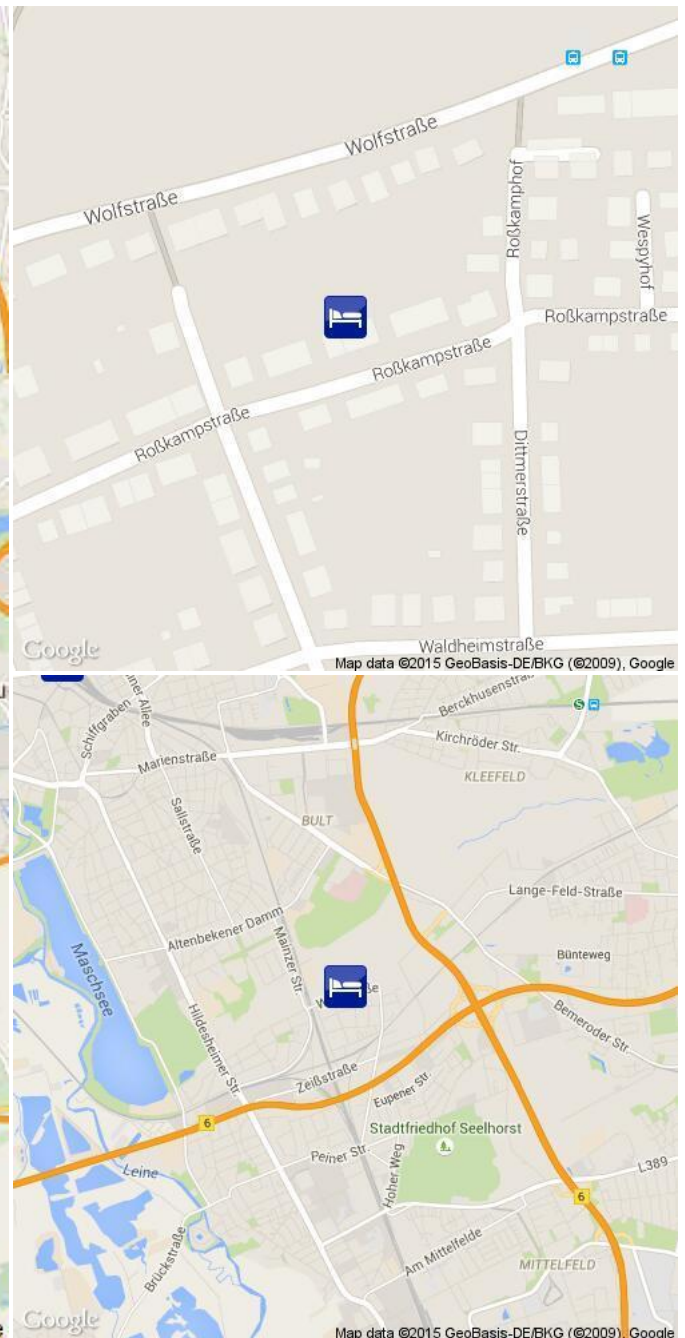 Wolfstraße
Wolfstraße
Roßkamphof
Wespyhof
Roßkampstraße
Roßkampstraße
Roßkampstraße
Dittmerstraße
Waldheimstraße
Google
Map data ©2015 GeoBasis-DE/BKG (©2009), Google
Schiffgraben
Allee
Berckhusenstraß
S
Kirchröder Str.
Marienstraße
KLEEFELD
Sallstraße
BULT
Lange-Feld-Straße
Altenbekener Damm
Mainzer Str.
Maschsee
Bünteweg
Hildesheimer Str.
Bemeroder Str.
Zeißstraße
Eupener Str.
6
Stadtfriedhof Seelhorst
Peiner Str.
Leine
Hoher Weg
L389
6
Brückstraße
Am Mittelfelde
MITTELFELD
Google
Map data ©2015 GeoBasis-DE/BKG (©2009), Google